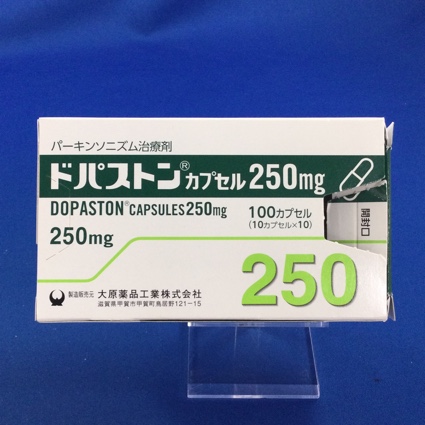 パーキンソニズム治療剤
ドパストン®カプセル250mg
DOPASTON® CAPSULES250mg
250mg
100カプセル
(10カプセル×10)
開封口
250
製造販売元 大原薬品工業株式会社
滋賀県甲賀市甲賀町鳥居野121-15